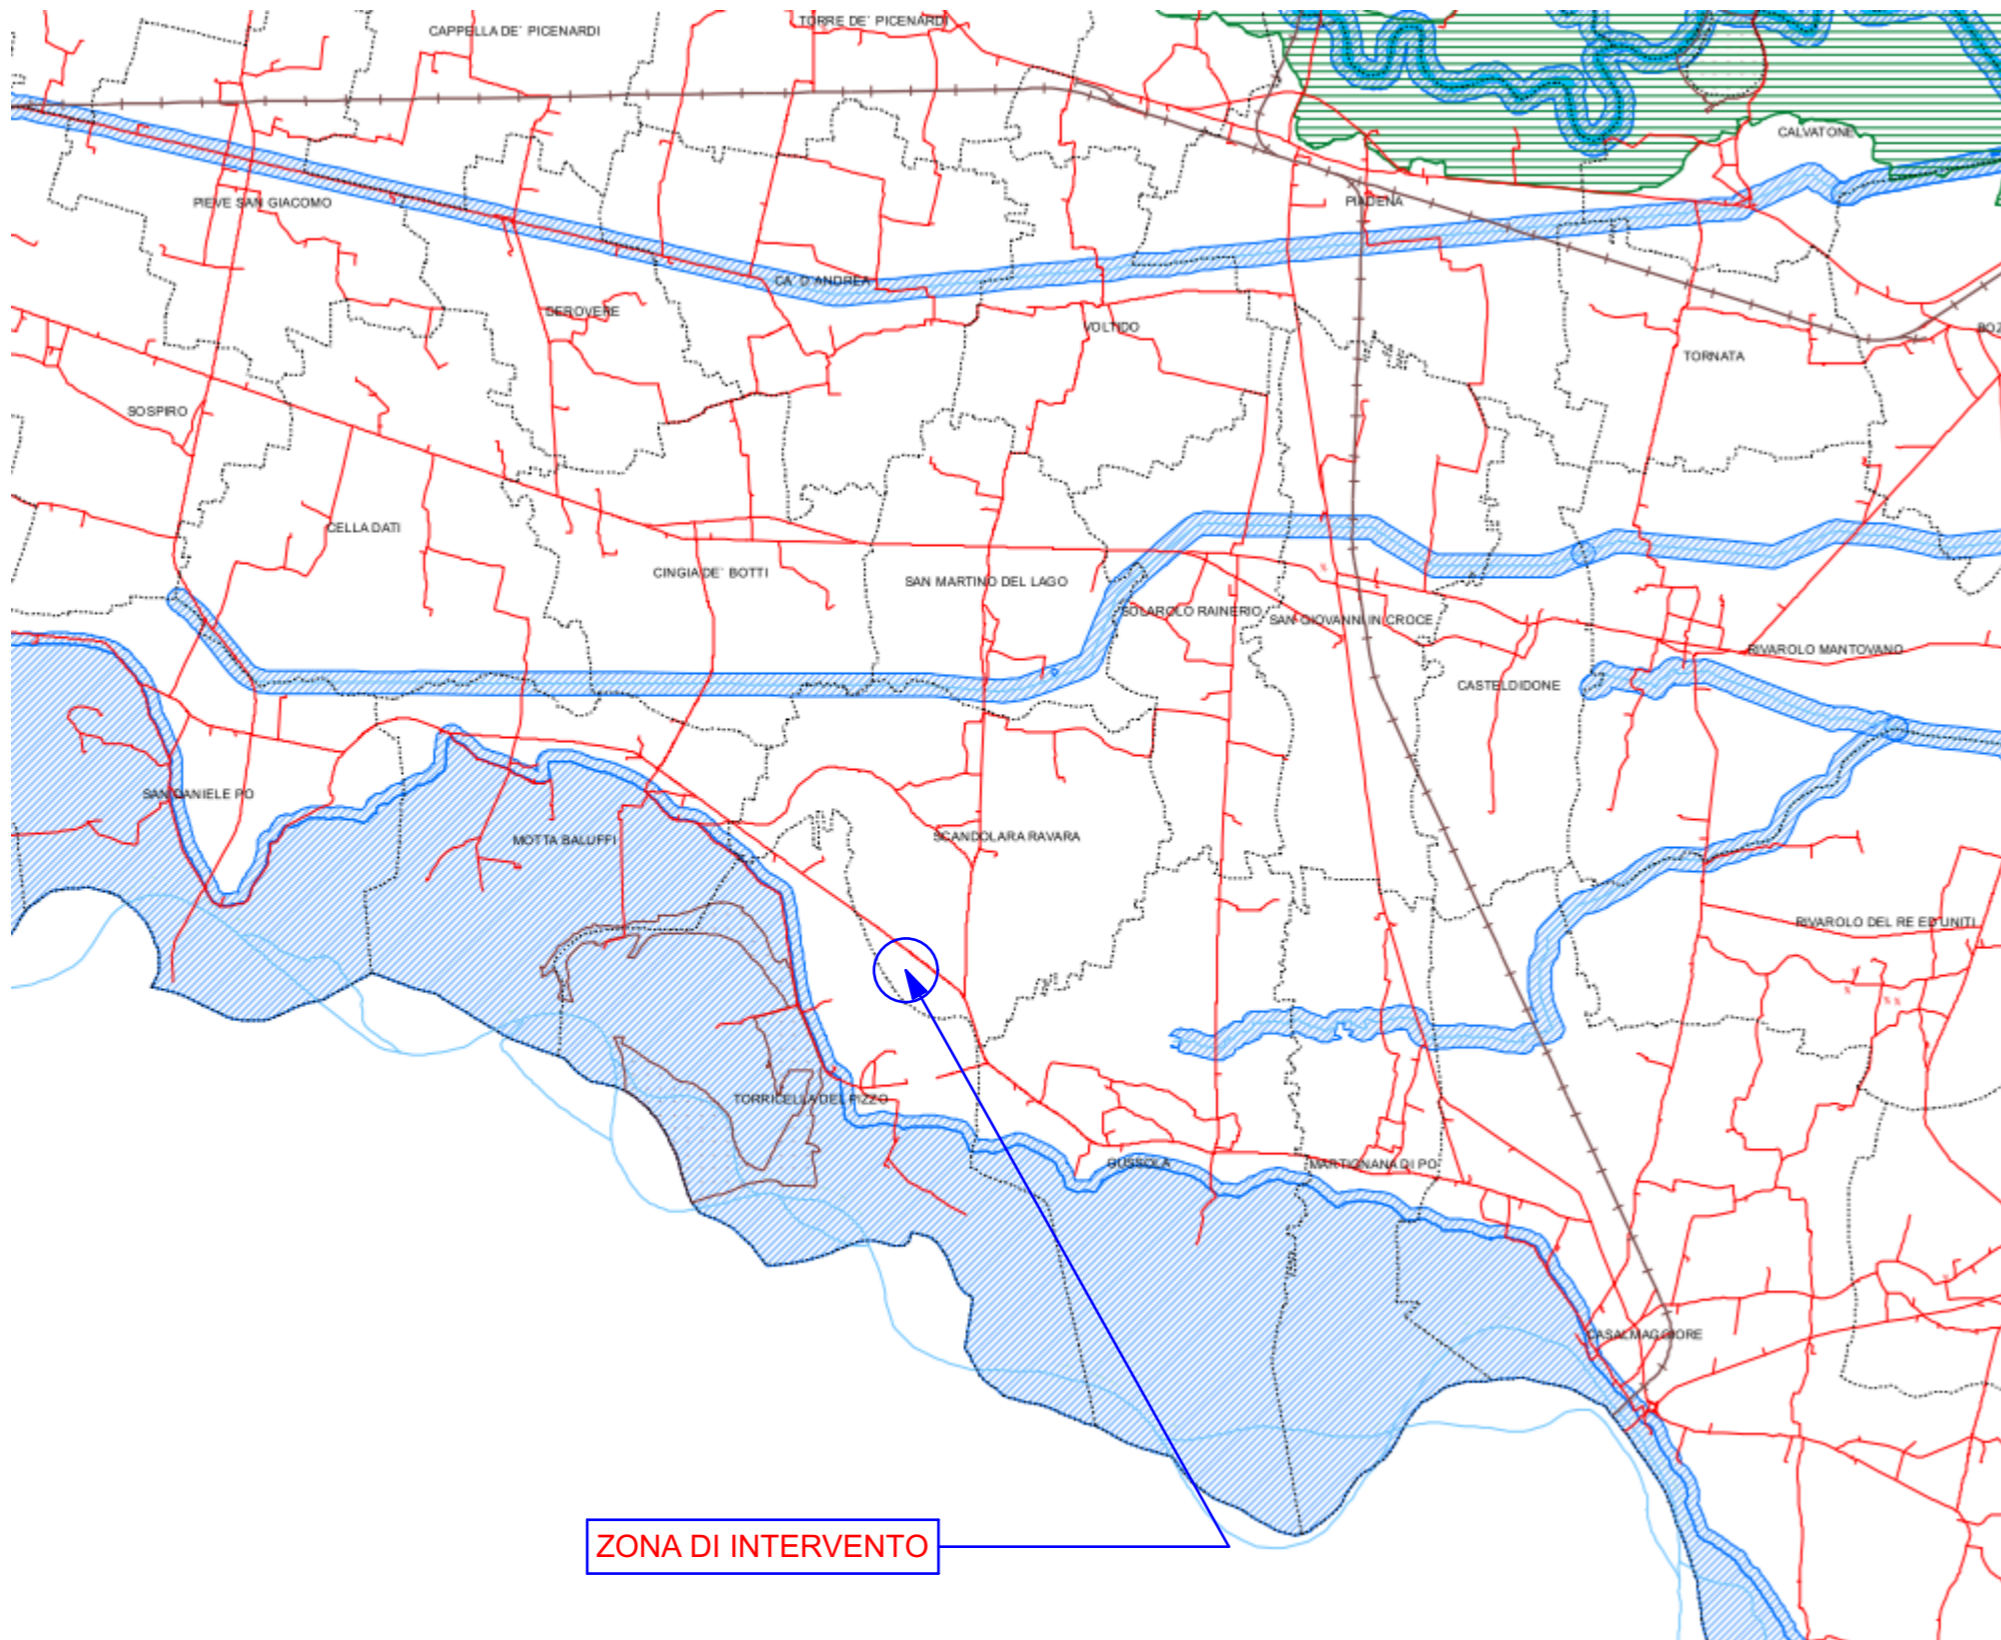 CAPPELLA DE` PICENARDI
TORRE DE` PICENARDI
CALVATONE
PIEVE SAN GIACOMO
PIADENA
CA` D`ANDREA
DEROVERE
VOLTIDO
BOZ
TORNATA
SOSPIRO
CELLA DATI
CINGIA DE` BOTTI
SAN MARTINO DEL LAGO
SOLAROLO RAINERIO
SAN GIOVANNI IN CROCE
RIVAROLO MANTOVANO
CASTELDIDONE
SAN DANIELE PO
MOTTA BALUFFI
SCANDOLARA RAVARA
RIVAROLO DEL RE ED UNITI
TORRICELLA DEL PIZZO
GUSSOLA
MARTIGNANA DI PO
CASALMAGGIORE
ZONA DI INTERVENTO